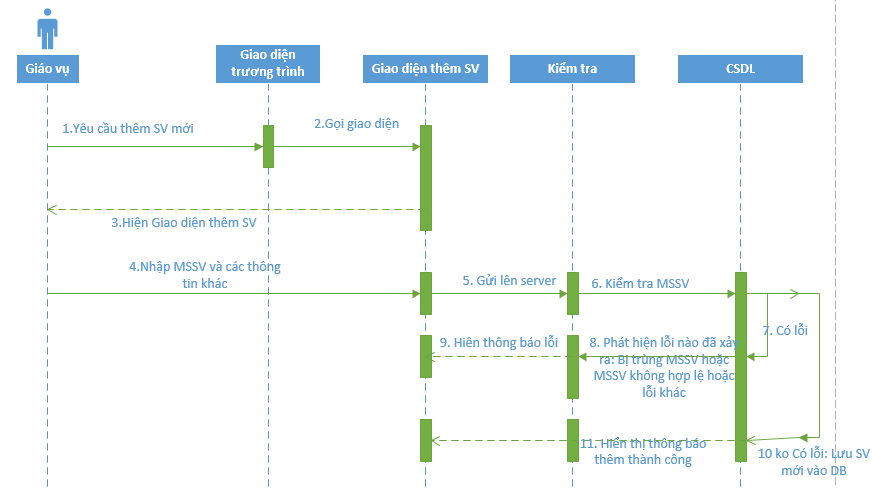 Giáo vụ
Giao diện
trương trình
Giao diện thêm SV
Kiểm tra
CSDL
1.Yêu cầu thêm SV mới
2.Gọi giao diện
3.Hiện Giao diện thêm SV
4.Nhập MSSV và các thông
tin khác
5. Gửi lên server
6. Kiểm tra MSSV
7. Có lỗi
9. Hiên thông báo lỗi
8. Phát hiện lỗi nào đã xảy
ra: Bị trùng MSSV hoặc
MSSV không hợp lệ hoặc
lỗi khác
11. Hiển thị thông báo
thêm thành công
10 ko Có lỗi: Lưu SV
mới vào DB